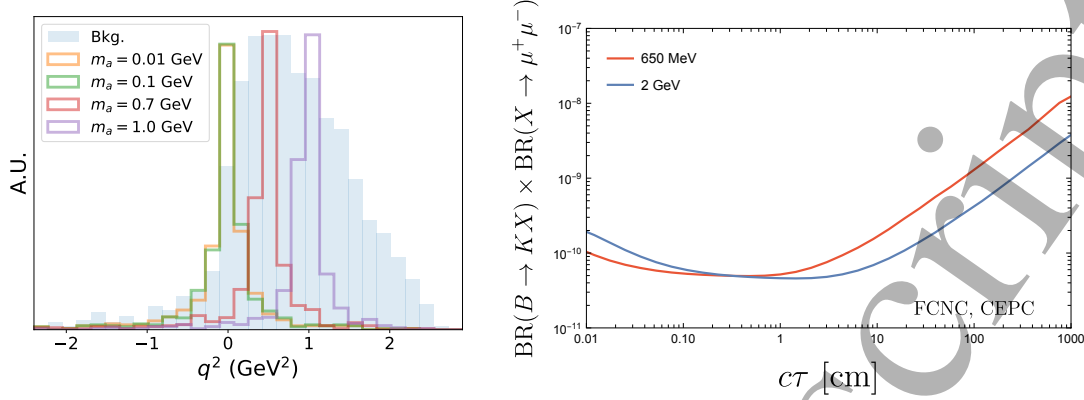 Bkg.
m_a = 0.01 GeV
m_a = 0.1 GeV
m_a = 0.7 GeV
m_a = 1.0 GeV
A.U.
−2 −1 0 1 2
q² (GeV²)
BR(B → KX) × BR(X → μ⁺μ⁻)
10⁻⁷
10⁻⁸
10⁻⁹
10⁻¹⁰
10⁻¹¹
650 MeV
2 GeV
FCNC, CEPC
0.01 0.10 1 10 100 1000
cτ [cm]
crip